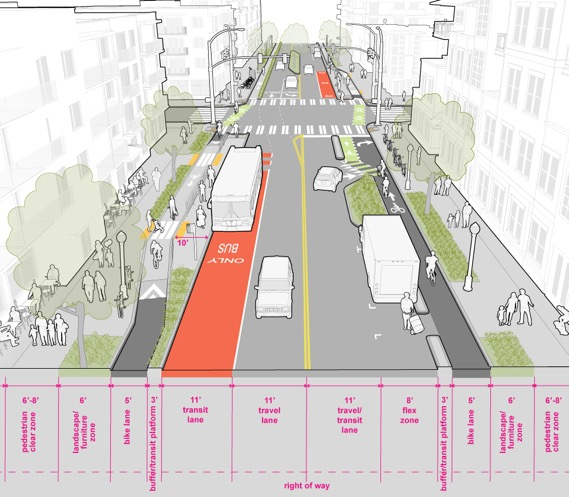 10'
ONLY
BUS
6'-8'
pedestrian
clear zone
6'
landscape/
furniture
zone
5'
bike lane
3'
buffer/transit platform
11'
transit
lane
11'
travel
lane
11'
travel/
transit
lane
8'
flex
zone
3'
buffer/transit platform
5'
bike lane
6'
landscape/
furniture
zone
6'-8'
pedestrian
clear zone
right of way